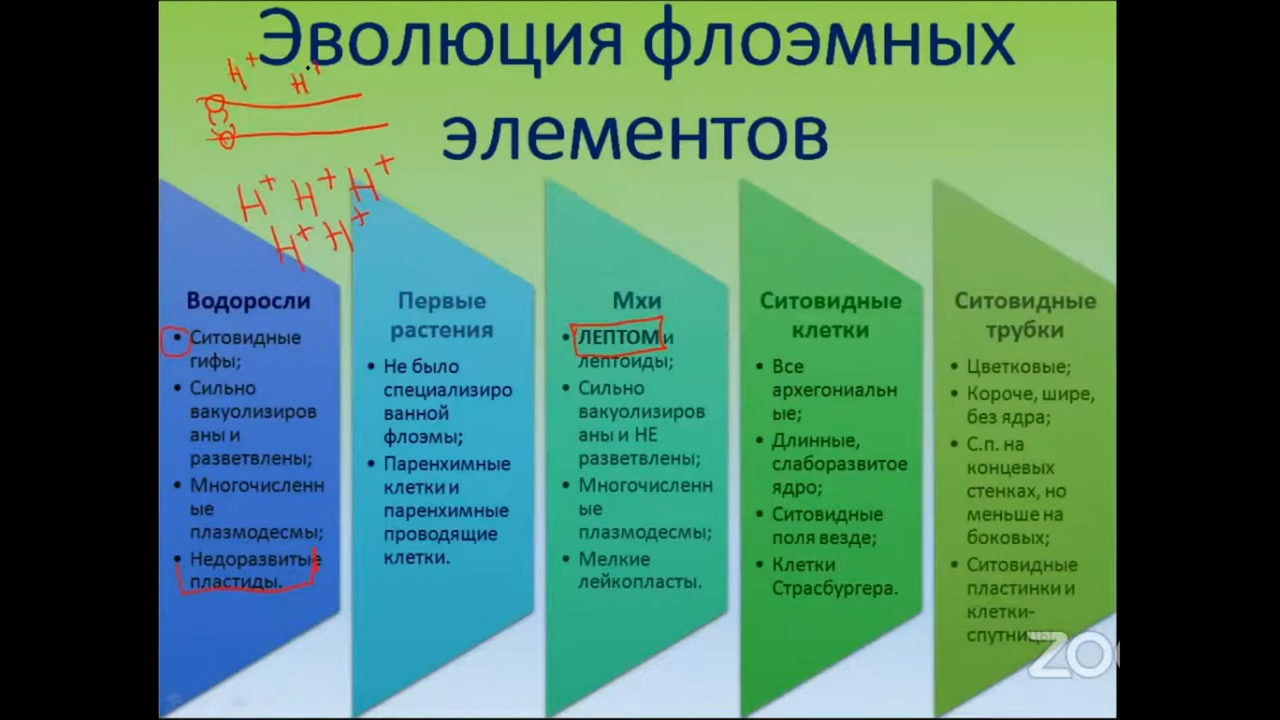 Эволюция флоэмных
элементов
H+ H+
H+ H+ H+
H+ H+
Водоросли
• Ситовидные
гифы;
• Сильно
вакуолизиров
аны и
разветвлены;
• Многочисленн
ые
плазмодесмы;
• Недоразвитые
пластиды.
Первые
растения
• Не было
специализиро
ванной
флоэмы;
• Паренхимные
клетки и
паренхимные
проводящие
клетки.
Мхи
• ЛЕПТОМ и
лептоиды;
• Сильно
вакуолизиров
аны и НЕ
разветвлены;
• Многочисленн
ые
плазмодесмы;
• Мелкие
лейкопласты.
Ситовидные
клетки
• Все
архегониальн
ые;
• Длинные,
слаборазвитое
ядро;
• Ситовидные
поля везде;
• Клетки
Страсбургера.
Ситовидные
трубки
• Цветковые;
• Короче, шире,
без ядра;
• С.п. на
концевых
стенках, но
меньше на
боковых;
• Ситовидные
пластинки и
клетки-